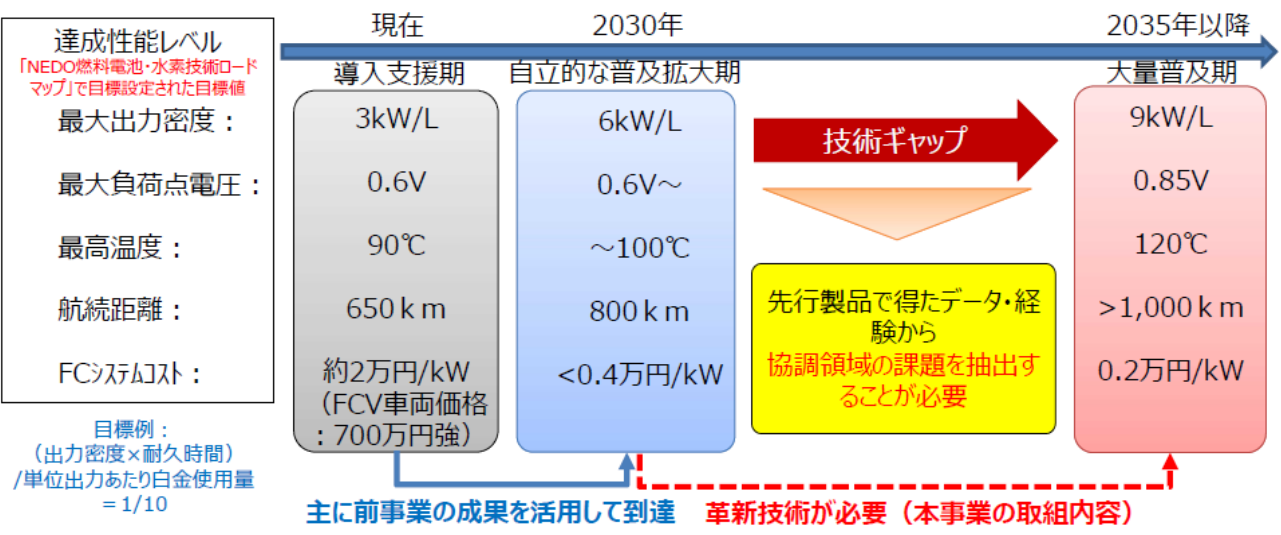 現在
2030年
2035年以降
達成性能レベル
「NEDO燃料電池・水素技術ロード
マップ」で目標設定された目標値
導入支援期
自立的な普及拡大期
大量普及期
最大出力密度：
3kW/L
6kW/L
9kW/L
技術ギャップ
最大負荷点電圧：
0.6V
0.6V～
0.85V
最高温度：
90℃
～100℃
120℃
航続距離：
650ｋｍ
800ｋｍ
>1,000ｋｍ
先行製品で得たデータ・経
験から
協調領域の課題を抽出す
ることが必要
FCｼｽﾃﾑｺｽﾄ：
約2万円/kW
（FCV車両価格
：700万円強）
<0.4万円/kW
0.2万円/kW
目標例：
（出力密度×耐久時間）
/単位出力あたり白金使用量
＝1/10
主に前事業の成果を活用して到達
革新技術が必要（本事業の取組内容）